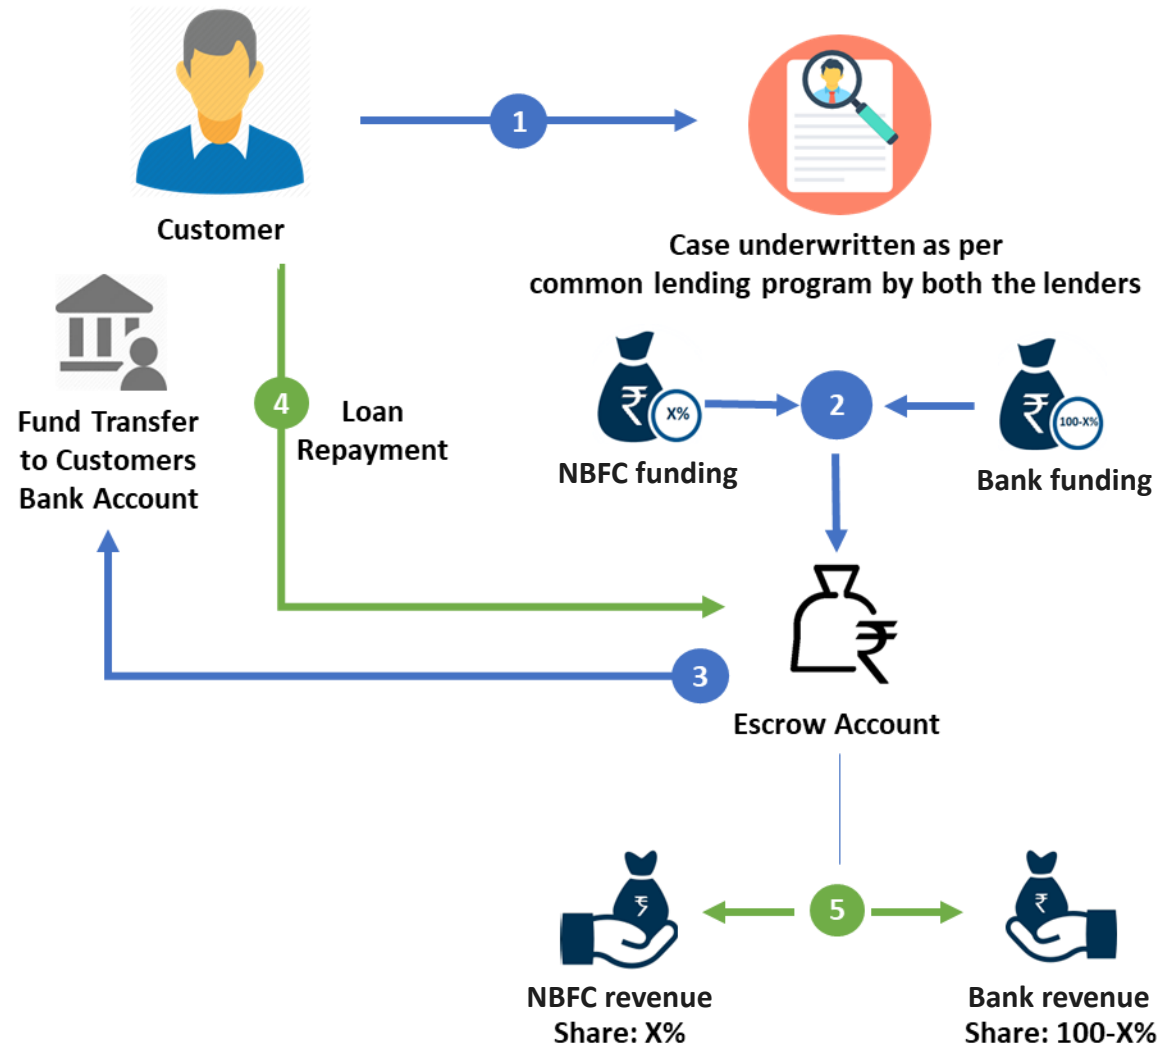 1
Customer
Case underwritten as per
common lending program by both the lenders
4
Loan
Repayment
Fund Transfer
to Customers
Bank Account
₹
X%
2
₹
100-X%
NBFC funding
Bank funding
3
₹
Escrow Account
5
₹
₹
NBFC revenue
Share: X%
Bank revenue
Share: 100-X%